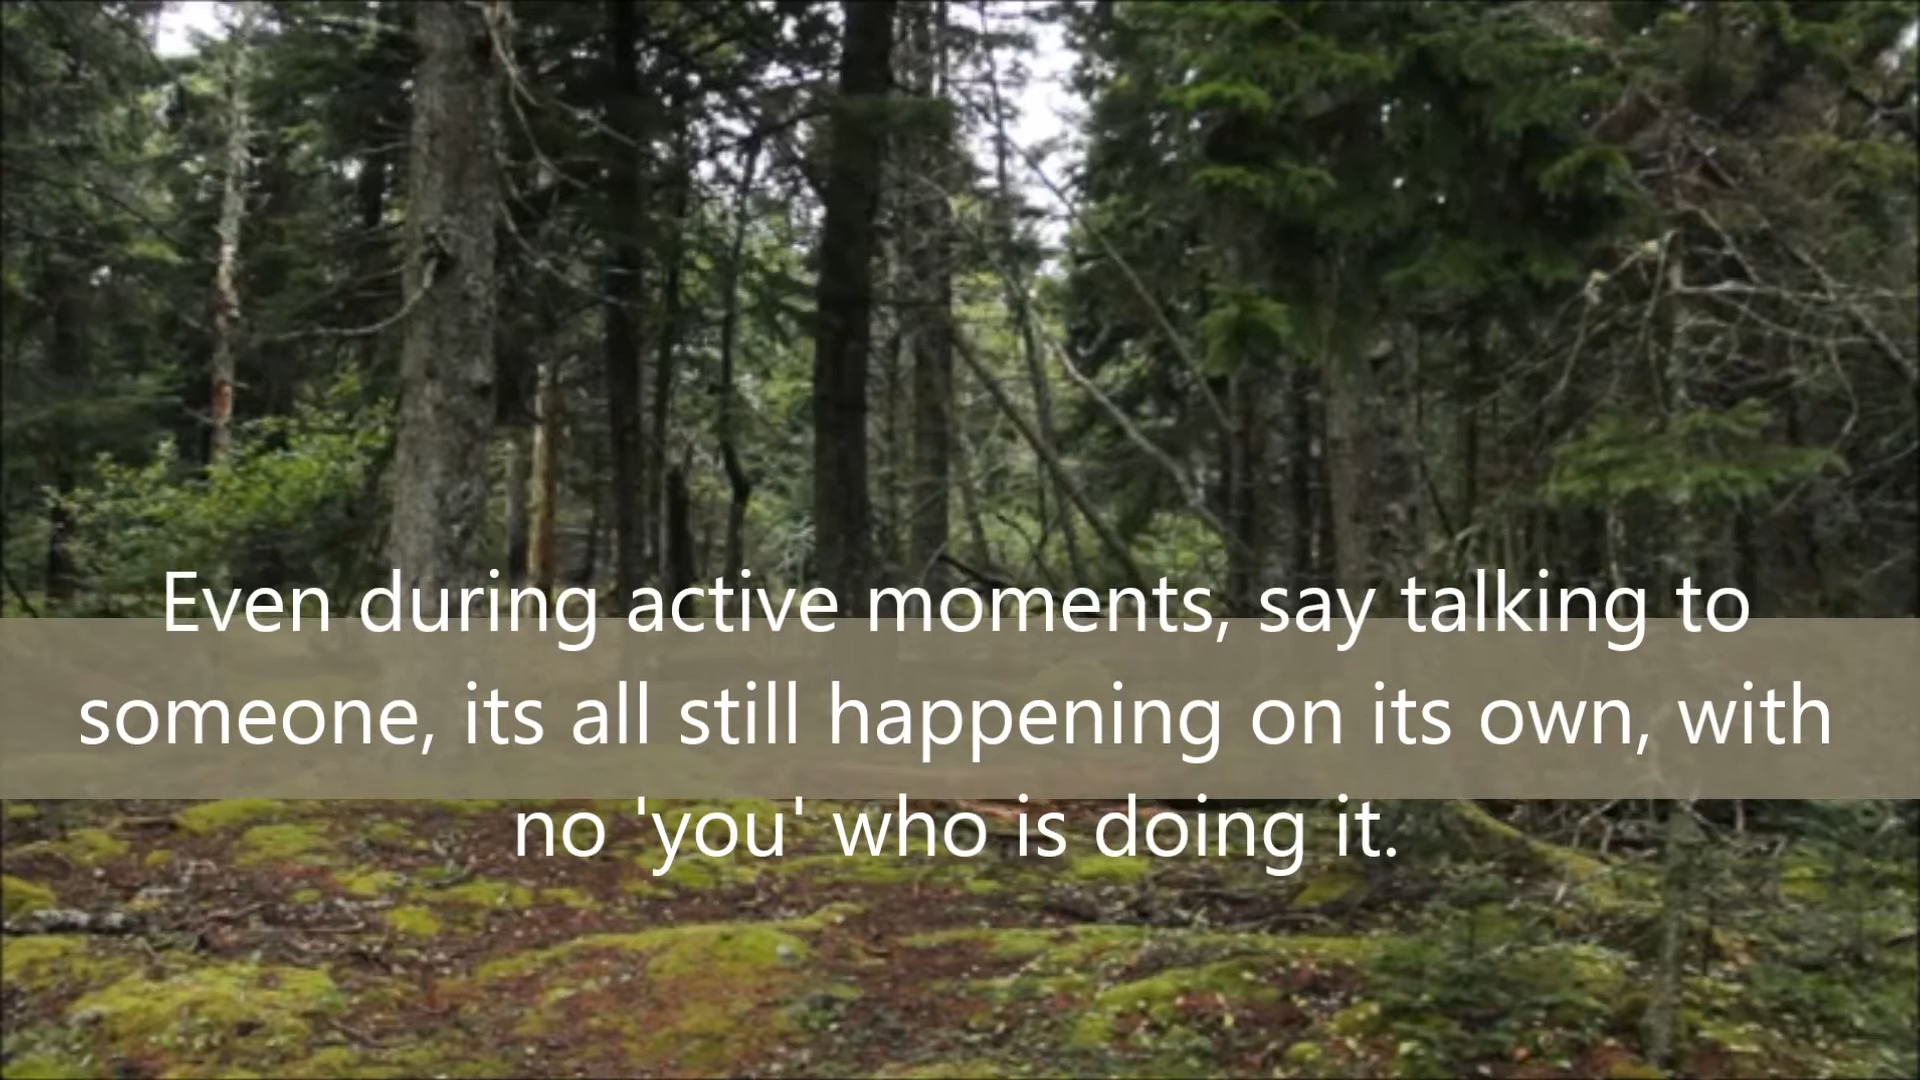 Even during active moments, say talking to
someone, its all still happening on its own, with
no 'you' who is doing it.